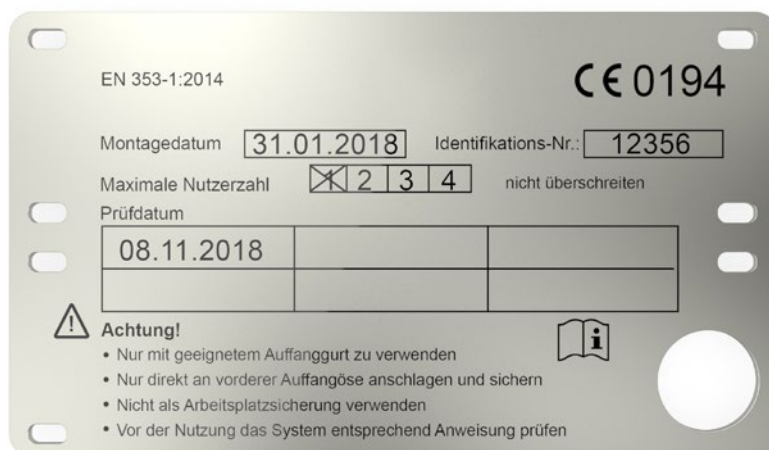 EN 353-1:2014
CE 0194
Montagedatum 31.01.2018 Identifikations-Nr.: 12356
Maximale Nutzerzahl 1 2 3 4 nicht überschreiten
Prüfdatum
08.11.2018
Achtung!
• Nur mit geeignetem Auffanggurt zu verwenden
• Nur direkt an vorderer Auffangöse anschlagen und sichern
• Nicht als Arbeitsplatzsicherung verwenden
• Vor der Nutzung das System entsprechend Anweisung prüfen